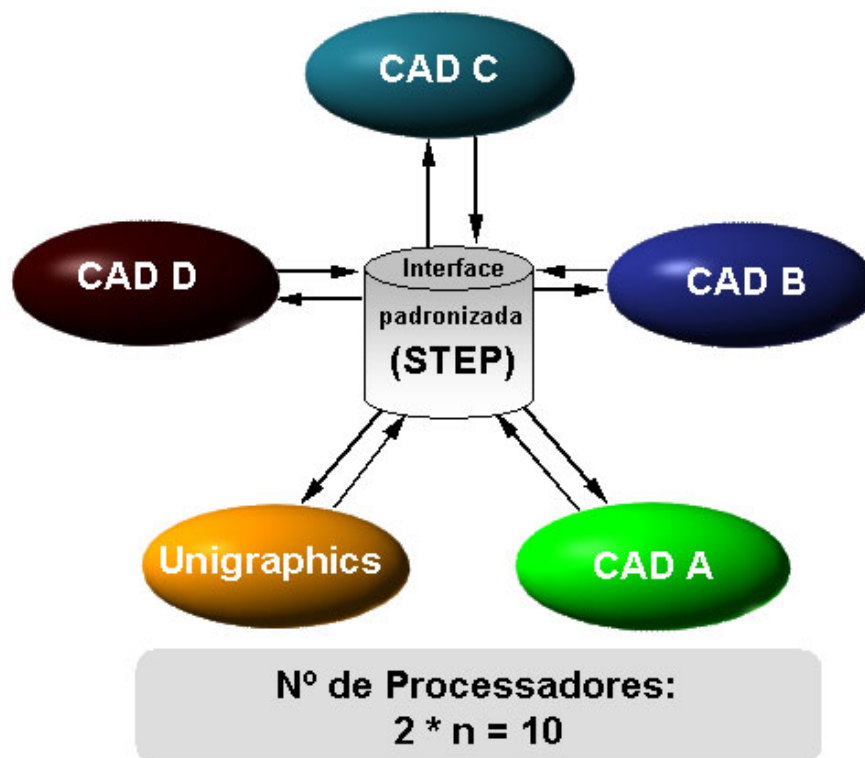 CAD C
CAD D
Interface
CAD B
padronizada
(STEP)
Unigraphics
CAD A
Nº de Processadores:
2 * n = 10